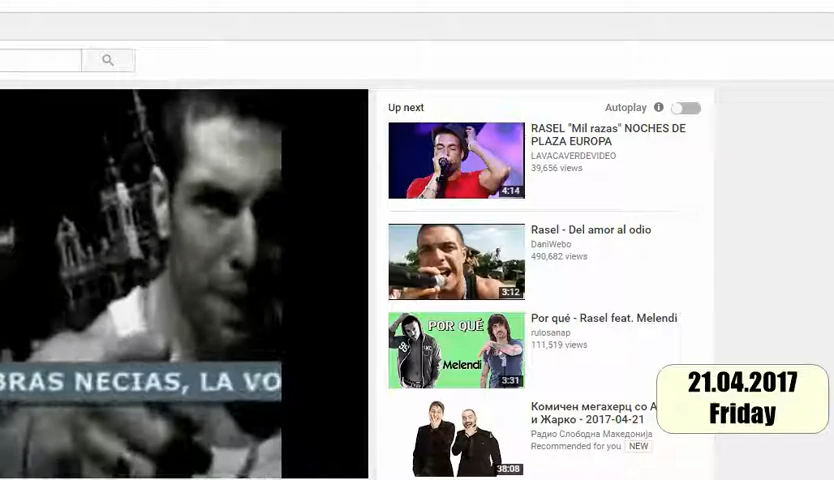 Up next
Autoplay
RASEL "Mil razas" NOCHES DE
PLAZA EUROPA
LAVACAVERDEVIDEO
39,656 views
4:14
Rasel - Del amor al odio
DaniWebo
490,682 views
3:12
Por qué - Rasel feat. Melendi
rulosanap
111,519 views
POR QUÉ
Melendi
3:31
BRAS NECIAS, LA VO
21.04.2017
Friday
Комичен мегахерц со А
и Жарко - 2017-04-21
Радио Слободна Македонија
Recommended for you NEW
38:08